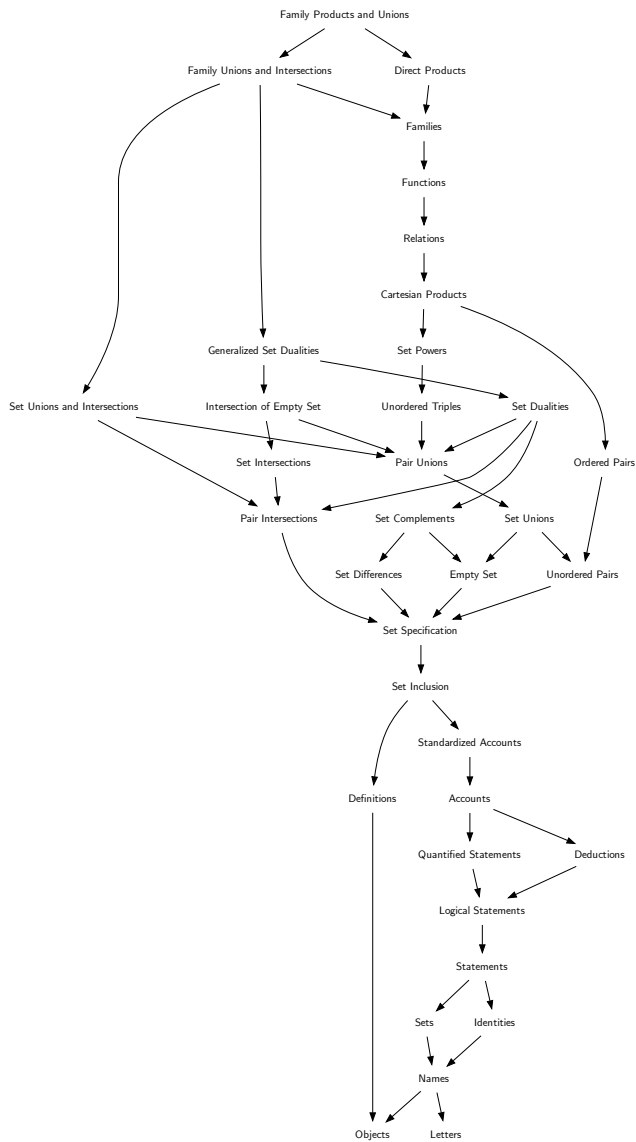 Family Products and Unions
Family Unions and Intersections
Direct Products
Families
Functions
Relations
Cartesian Products
Generalized Set Dualities
Set Powers
Set Unions and Intersections
Intersection of Empty Set
Unordered Triples
Set Dualities
Set Intersections
Pair Unions
Ordered Pairs
Pair Intersections
Set Complements
Set Unions
Set Differences
Empty Set
Unordered Pairs
Set Specification
Set Inclusion
Standardized Accounts
Definitions
Accounts
Quantified Statements
Deductions
Logical Statements
Statements
Sets
Identities
Names
Objects
Letters